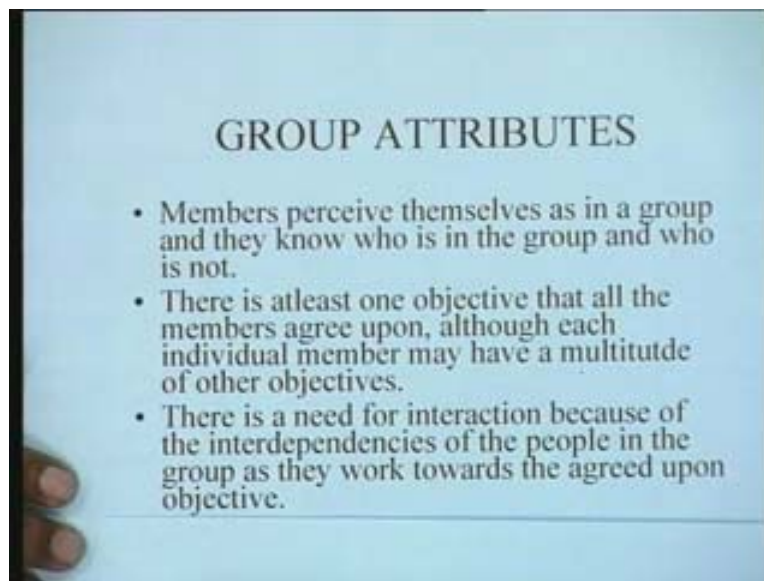 GROUP ATTRIBUTES
• Members perceive themselves as in a group
and they know who is in the group and who
is not.
• There is atleast one objective that all the
members agree upon, although each
individual member may have a multitutde
of other objectives.
• There is a need for interaction because of
the interdependencies of the people in the
group as they work towards the agreed upon
objective.